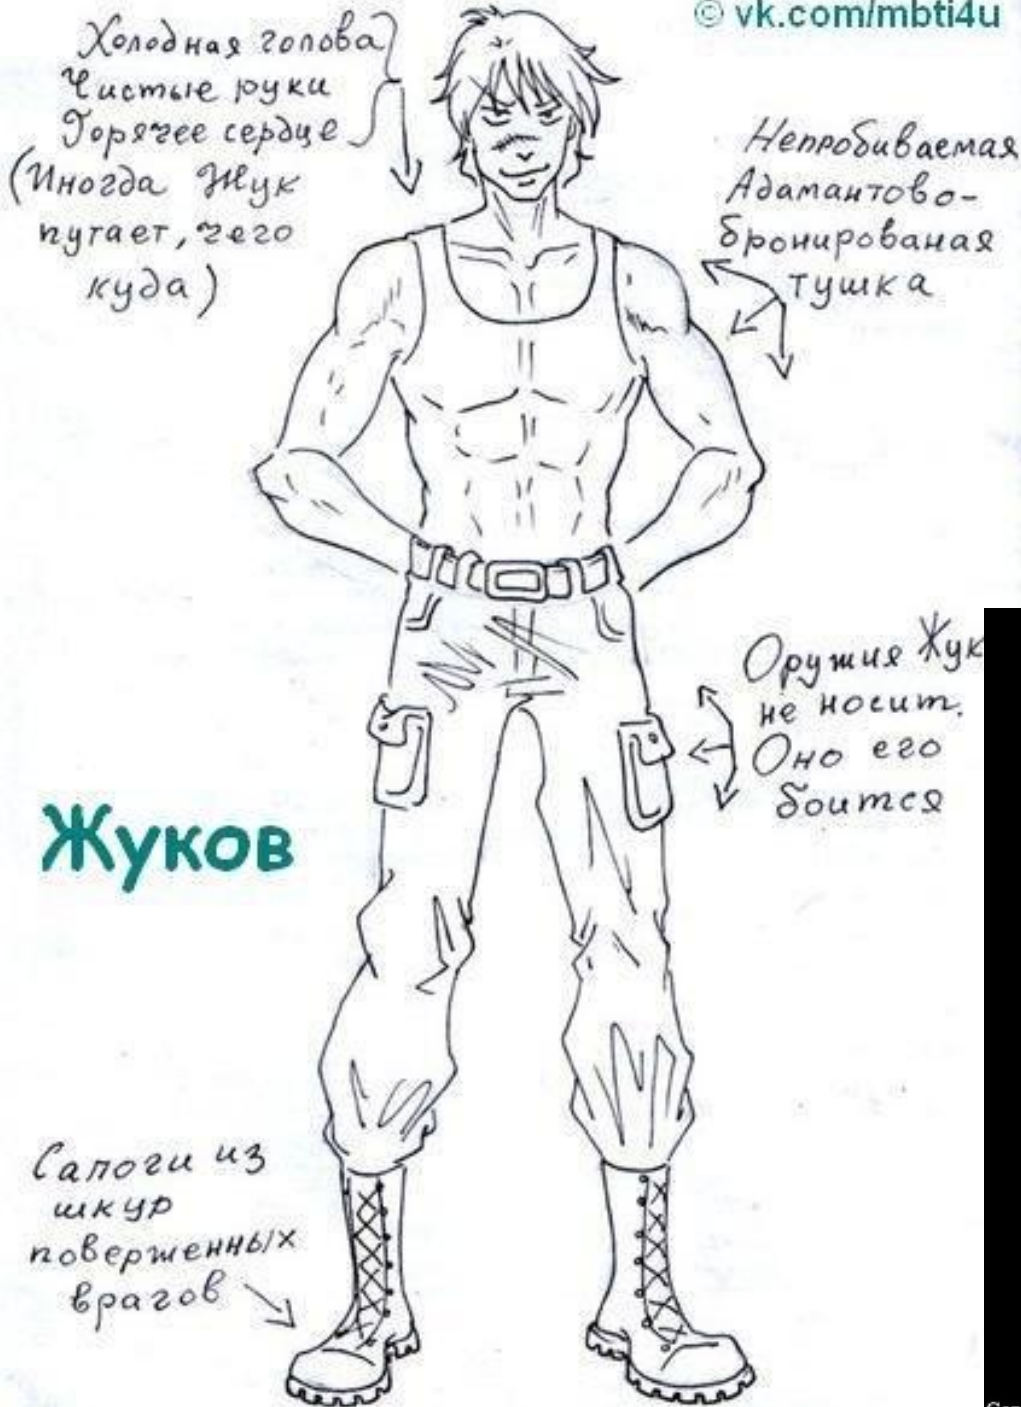 © vk.com/mbti4u
Холодная голова
Чистые руки
Горячее сердце
(Иногда Жук
путает, чего
куда)
Непробиваемая
Адамантово-
бронированая
тушка
Оружия Жук
не носит.
Оно его
боится
Жуков
Сапоги из
шкур
поверженных
врагов